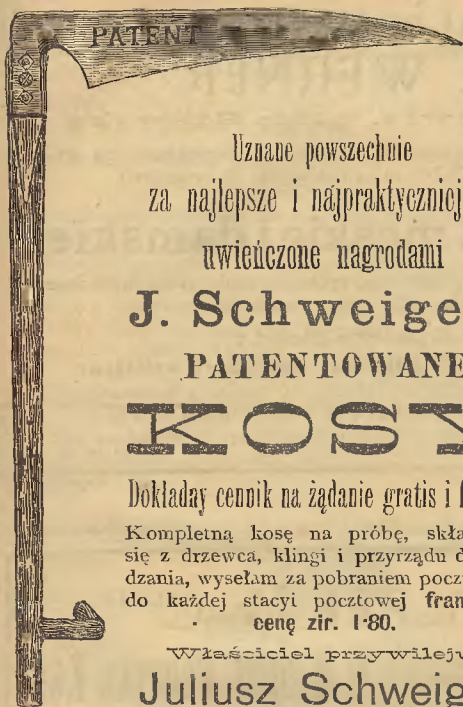 PATENT
Uznane powszechnie
za najlepsze i najpraktyczniej
uwieńczone nagrodami
J. Schweige
PATENTOWANE
KOSY
Dokładny cennik na żądanie gratis i f
Kompletną kosę na próbę, skła
się z drzewca, klingi i przyrządu d
dzania, wysełam za pobraniem poczt
do każdej stacyi pocztowej fran
cenę złr. 1·80.
Właściciel przywileju
Juliusz Schweig